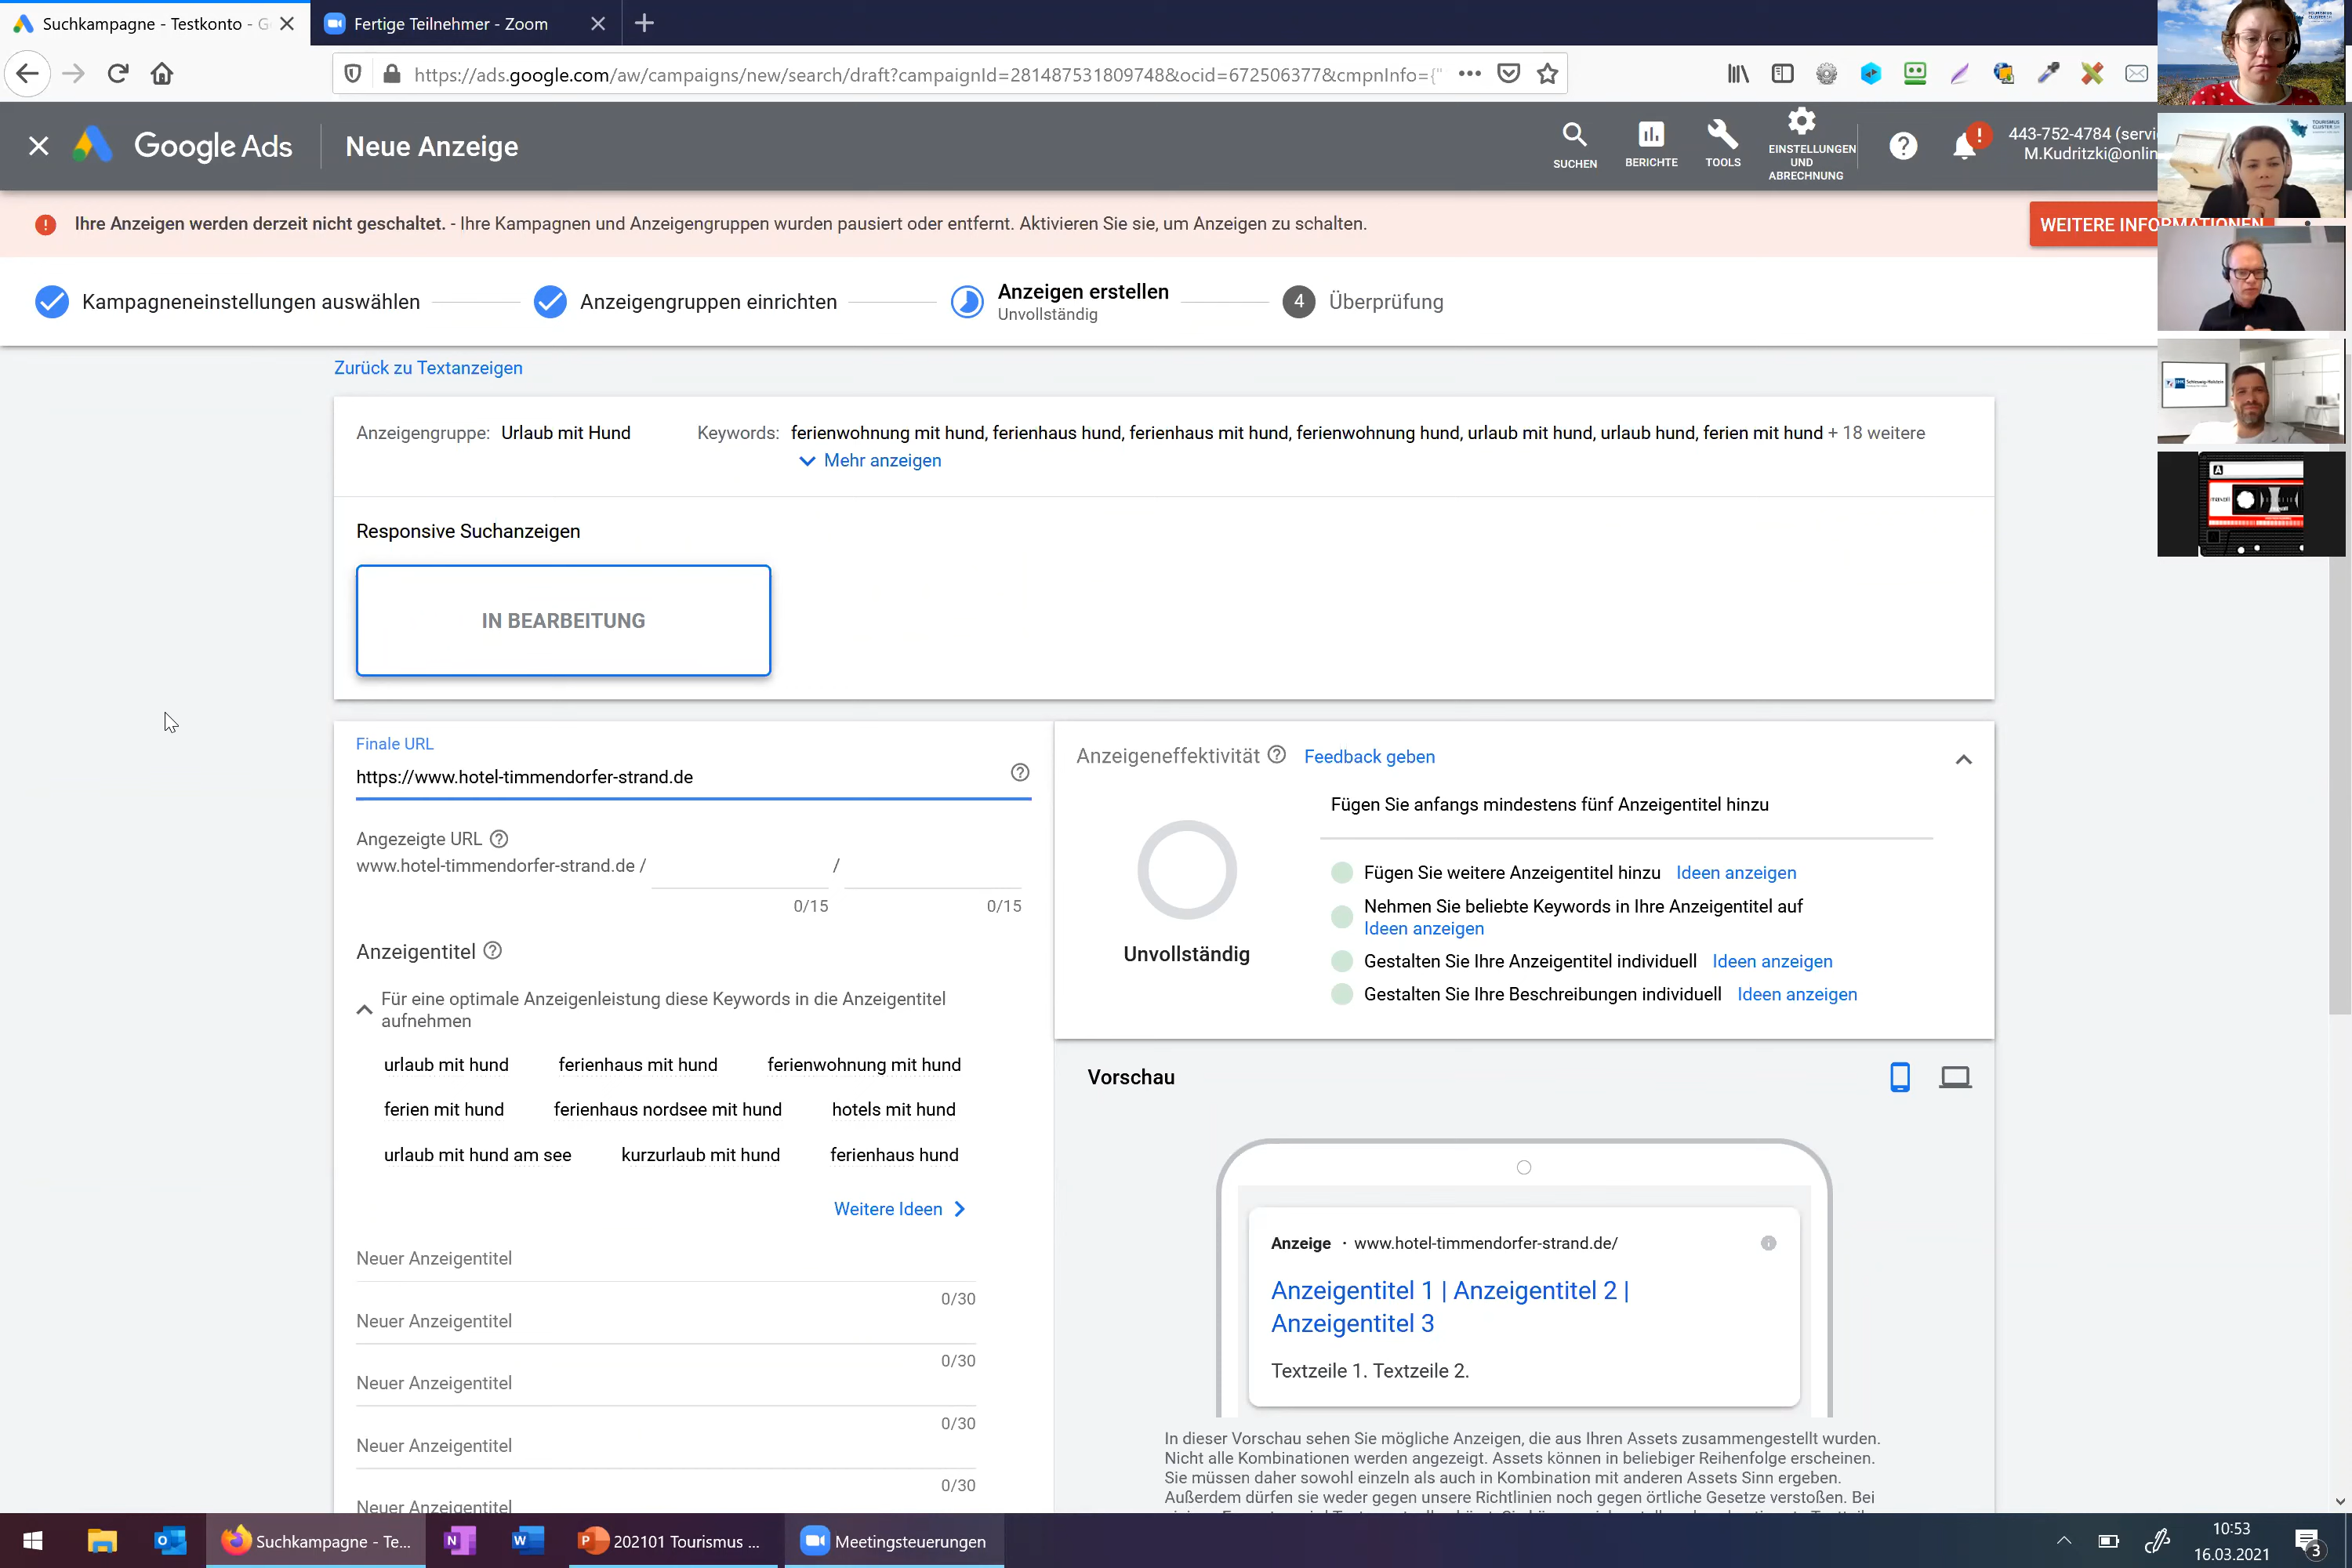 Suchkampagne - Testkonto - G
Fertige Teilnehmer - Zoom
https://ads.google.com/aw/campaigns/new/search/draft?campaignId=281487531809748&ocid=672506377&cmpnInfo={"
Google Ads
Neue Anzeige
SUCHEN
BERICHTE
TOOLS
EINSTELLUNGEN
UND
ABRECHNUNG
443-752-4784 (servi
M.Kudritzki@onlin
Ihre Anzeigen werden derzeit nicht geschaltet. - Ihre Kampagnen und Anzeigengruppen wurden pausiert oder entfernt. Aktivieren Sie sie, um Anzeigen zu schalten.
WEITERE INFORMATIONEN
Kampagneneinstellungen auswählen
Anzeigengruppen einrichten
Anzeigen erstellen
Unvollständig
4
Überprüfung
Zurück zu Textanzeigen
Anzeigengruppe: Urlaub mit Hund
Keywords: ferienwohnung mit hund, ferienhaus hund, ferienhaus mit hund, ferienwohnung hund, urlaub mit hund, urlaub hund, ferien mit hund + 18 weitere
Mehr anzeigen
Responsive Suchanzeigen
IN BEARBEITUNG
Finale URL
https://www.hotel-timmendorfer-strand.de
Angezeigte URL
www.hotel-timmendorfer-strand.de /
/
0/15
0/15
Anzeigentitel
Für eine optimale Anzeigenleistung diese Keywords in die Anzeigentitel
aufnehmen
urlaub mit hund
ferienhaus mit hund
ferienwohnung mit hund
ferien mit hund
ferienhaus nordsee mit hund
hotels mit hund
urlaub mit hund am see
kurzurlaub mit hund
ferienhaus hund
Weitere Ideen
Neuer Anzeigentitel
0/30
Neuer Anzeigentitel
0/30
Neuer Anzeigentitel
0/30
Neuer Anzeigentitel
0/30
Neuer Anzeigentitel
Anzeigeneffektivität
Feedback geben
Unvollständig
Fügen Sie anfangs mindestens fünf Anzeigentitel hinzu
Fügen Sie weitere Anzeigentitel hinzu Ideen anzeigen
Nehmen Sie beliebte Keywords in Ihre Anzeigentitel auf
Ideen anzeigen
Gestalten Sie Ihre Anzeigentitel individuell Ideen anzeigen
Gestalten Sie Ihre Beschreibungen individuell Ideen anzeigen
Vorschau
Anzeige · www.hotel-timmendorfer-strand.de/
Anzeigentitel 1 | Anzeigentitel 2 |
Anzeigentitel 3
Textzeile 1. Textzeile 2.
In dieser Vorschau sehen Sie mögliche Anzeigen, die aus Ihren Assets zusammengestellt wurden.
Nicht alle Kombinationen werden angezeigt. Assets können in beliebiger Reihenfolge erscheinen.
Sie müssen daher sowohl einzeln als auch in Kombination mit anderen Assets Sinn ergeben.
Außerdem dürfen sie weder gegen unsere Richtlinien noch gegen örtliche Gesetze verstoßen. Bei
TOURISMUS
CLUSTER
Schleswig-Holstein
A
maxell
Suchkampagne - Te...
202101 Tourismus ...
Meetingsteuerungen
10:53
16.03.2021
3